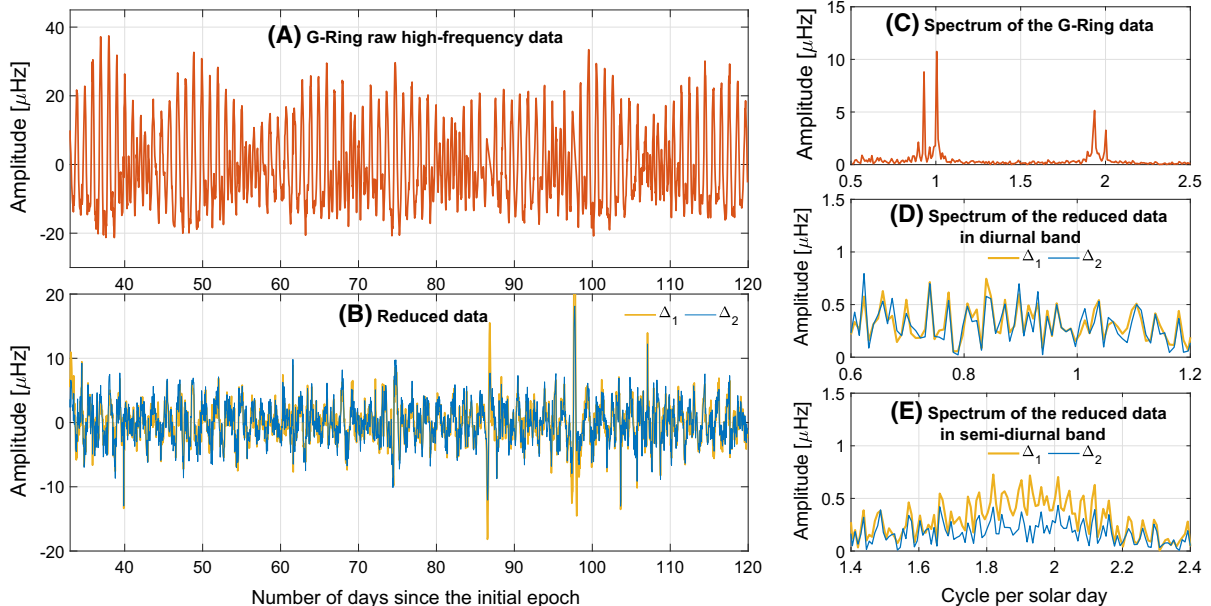 (A) G-Ring raw high-frequency data
Amplitude [μHz]
40
20
0
-20
40 50 60 70 80 90 100 110 120
(B) Reduced data
Δ1 Δ2
Amplitude [μHz]
20
10
0
-10
-20
40 50 60 70 80 90 100 110 120
Number of days since the initial epoch
(C) Spectrum of the G-Ring data
Amplitude [μHz]
15
10
5
0
0.5 1 1.5 2 2.5
(D) Spectrum of the reduced data
in diurnal band
Δ1 Δ2
Amplitude [μHz]
1.5
1
0.5
0
0.6 0.8 1 1.2
(E) Spectrum of the reduced data
in semi-diurnal band
Δ1 Δ2
Amplitude [μHz]
1.5
1
0.5
0
1.4 1.6 1.8 2 2.2 2.4
Cycle per solar day